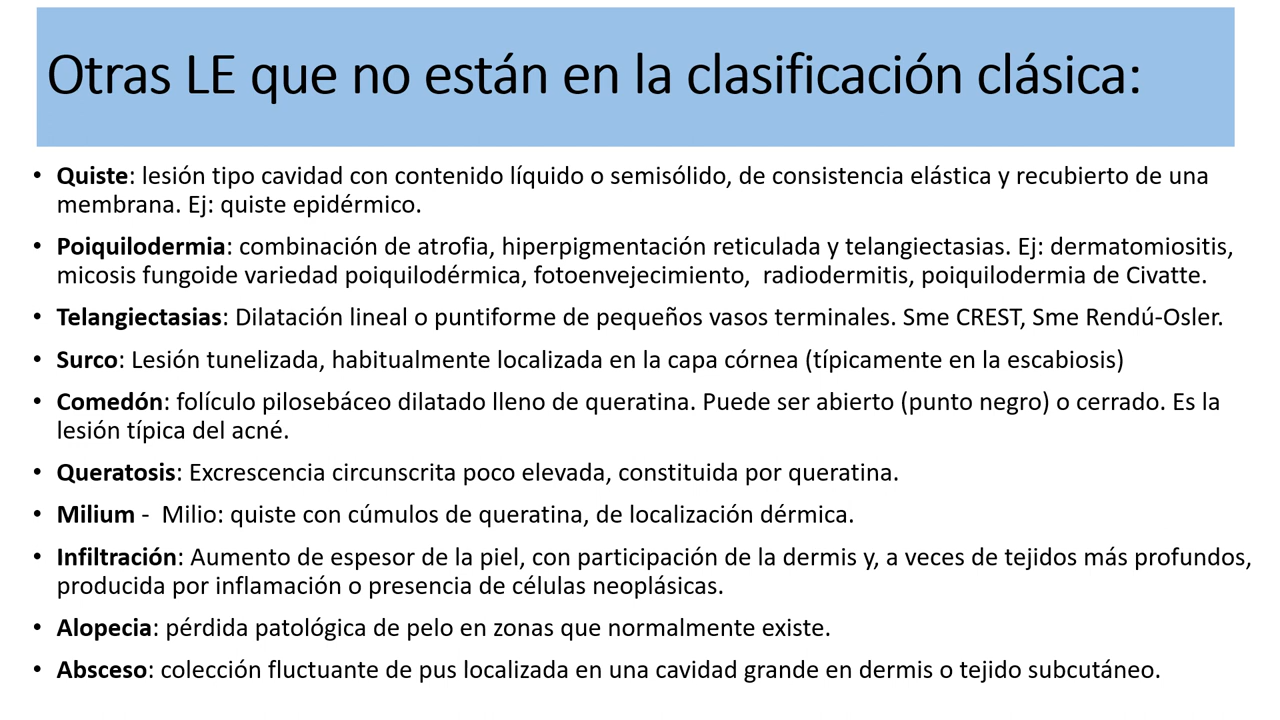 Otras LE que no están en la clasificación clásica:
• Quiste: lesión tipo cavidad con contenido líquido o semisólido, de consistencia elástica y recubierto de una
membrana. Ej: quiste epidérmico.
• Poiquilodermia: combinación de atrofia, hiperpigmentación reticulada y telangiectasias. Ej: dermatomiositis,
micosis fungoide variedad poiquilodérmica, fotoenvejecimiento,  radiodermitis, poiquilodermia de Civatte.
• Telangiectasias: Dilatación lineal o puntiforme de pequeños vasos terminales. Sme CREST, Sme Rendú-Osler.
• Surco: Lesión tunelizada, habitualmente localizada en la capa córnea (típicamente en la escabiosis)
• Comedón: folículo pilosebáceo dilatado lleno de queratina. Puede ser abierto (punto negro) o cerrado. Es la
lesión típica del acné.
• Queratosis: Excrescencia circunscrita poco elevada, constituida por queratina.
• Milium -  Milio: quiste con cúmulos de queratina, de localización dérmica.
• Infiltración: Aumento de espesor de la piel, con participación de la dermis y, a veces de tejidos más profundos,
producida por inflamación o presencia de células neoplásicas.
• Alopecia: pérdida patológica de pelo en zonas que normalmente existe.
• Absceso: colección fluctuante de pus localizada en una cavidad grande en dermis o tejido subcutáneo.